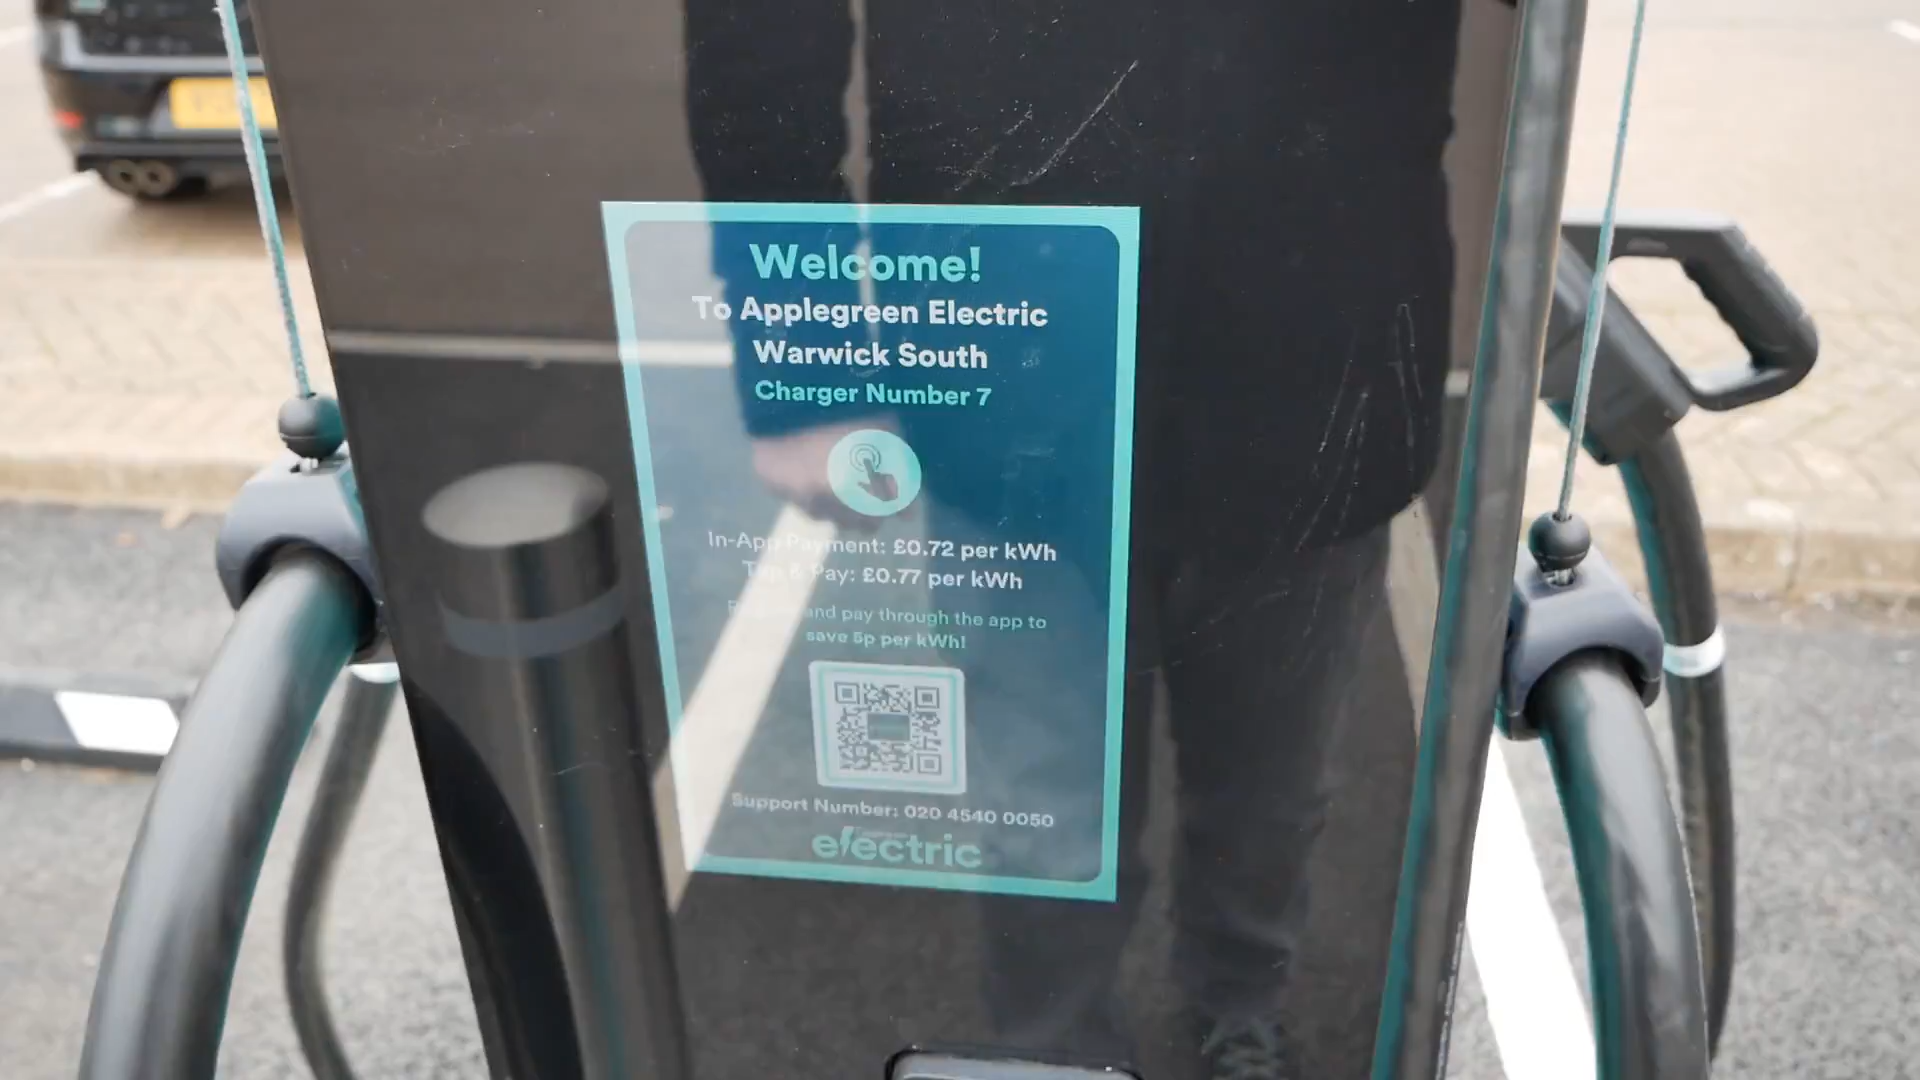 Welcome!
To Applegreen Electric
Warwick South
Charger Number 7
In-App Payment: £0.72 per kWh
Tap & Pay: £0.77 per kWh
and pay through the app to
save 5p per kWh!
Support Number: 020 4540 0050
electric